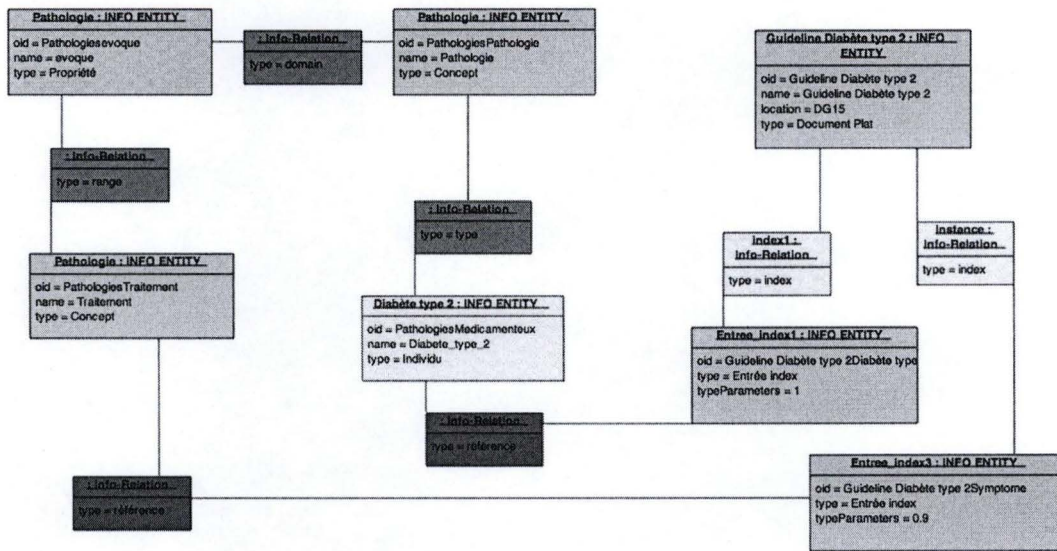 Pathologie : INFO ENTITY
oid = Pathologiesevoque
name = evoque
type = Propriété
: Info-Relation
type = domain
Pathologie : INFO ENTITY
oid = PathologiesPathologie
name = Pathologie
type = Concept
Guideline Diabète type 2 : INFO
ENTITY
oid = Guideline Diabète type 2
name = Guideline Diabète type 2
location = DG15
type = Document Plat
: Info-Relation
type = range
: Info-Relation
type = type
index1 :
Info-Relation
type = index
Instance :
Info-Relation
type = index
Pathologie : INFO ENTITY
oid = PathologiesTraitement
name = Traitement
type = Concept
Diabète type 2 : INFO ENTITY
oid = PathologiesMedicamenteux
name = Diabete_type_2
type = Individu
Entree_index1 : INFO ENTITY
oid = Guideline Diabète type 2Diabète type
type = Entrée index
typeParameters = 1
: Info-Relation
type = référence
Entree_index3 : INFO ENTITY
oid = Guideline Diabète type 2Symptome
type = Entrée index
typeParameters = 0.9
: Info-Relation
type = référence